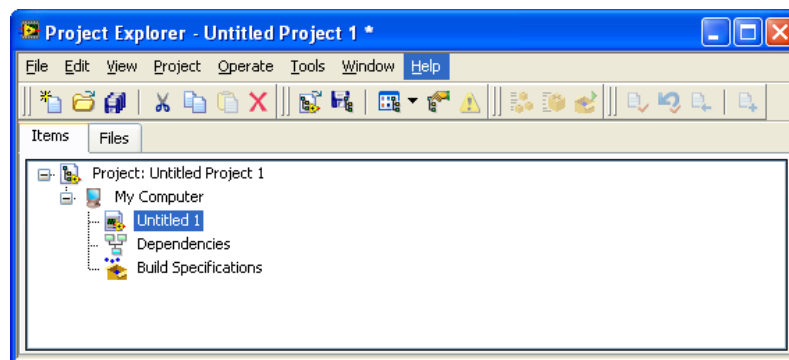 Project Explorer - Untitled Project 1 *
File Edit View Project Operate Tools Window Help
Items Files
Project: Untitled Project 1
My Computer
Untitled 1
Dependencies
Build Specifications